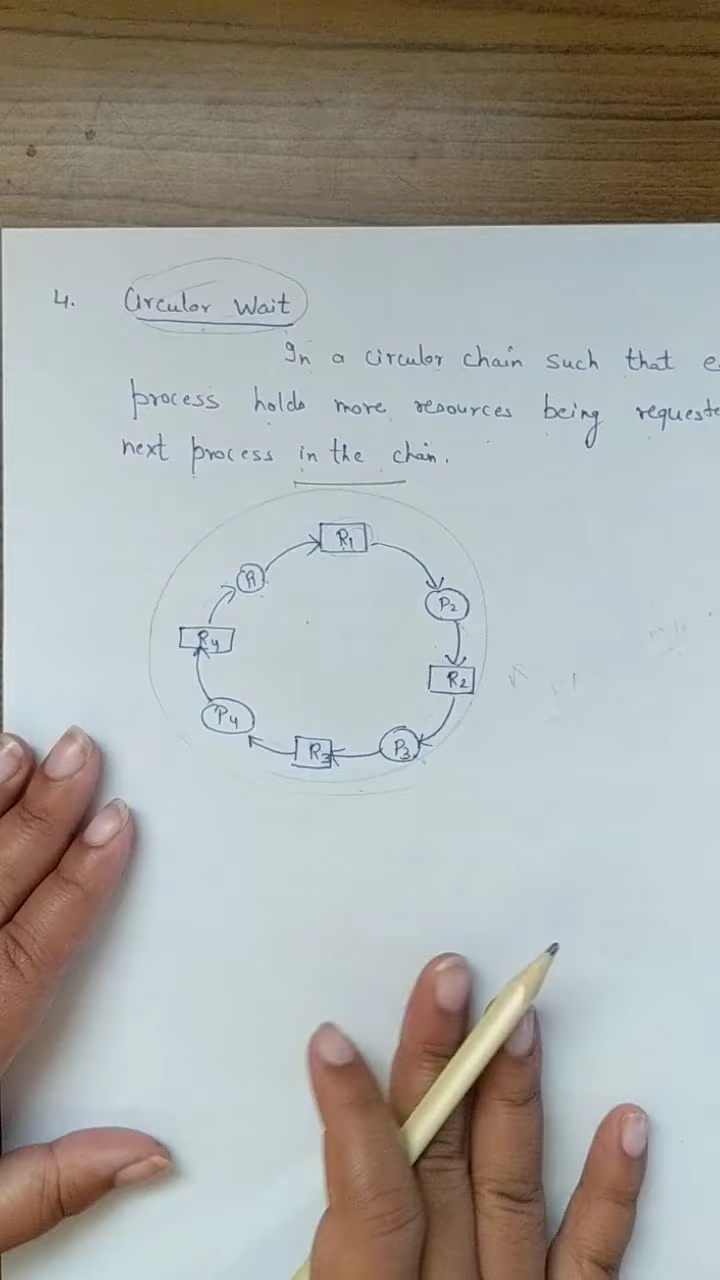 4. Circular Wait
In a circular chain such that
process holds more resources being requeste
next process in the chain.
R1
P2
R4
R2
P4
R3
P3